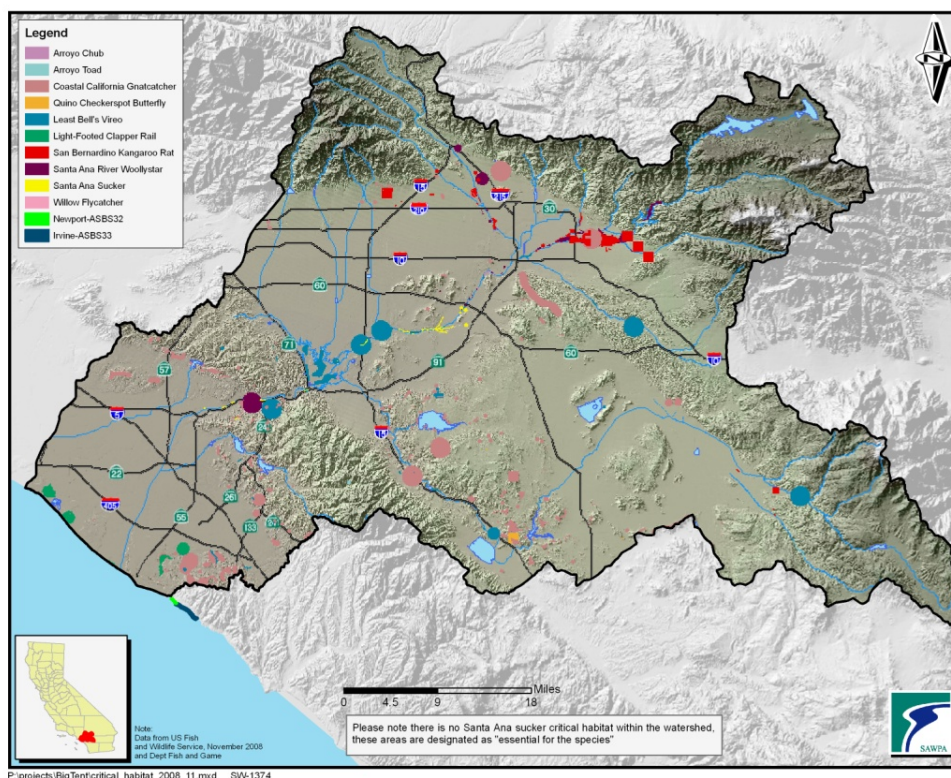 Legend
Arroyo Chub
Arroyo Toad
Coastal California Gnatcatcher
Quino Checkerspot Butterfly
Least Bell's Vireo
Light-Footed Clapper Rail
San Bernardino Kangaroo Rat
Santa Ana River Woollystar
Santa Ana Sucker
Willow Flycatcher
Newport-ASBS32
Irvine-ASBS33
N
15
215
210
30
10
60
71
91
60
10
57
5
24
15
22
261
405
55
133
Miles
0 4.5 9 18
Please note there is no Santa Ana sucker critical habitat within the watershed,
these areas are designated as "essential for the species"
Note:
Data from US Fish
and Wildlife Service, November 2008
and Dept Fish and Game
SAWPA
P:\projects\BigTent\critical_habitat_2008_11.mxd SW-1374